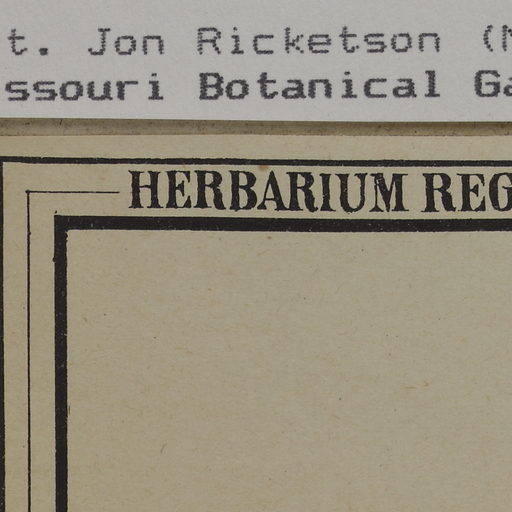 t. Jon Ricketson (
ssouri Botanical Ga
HERBARIUM REG